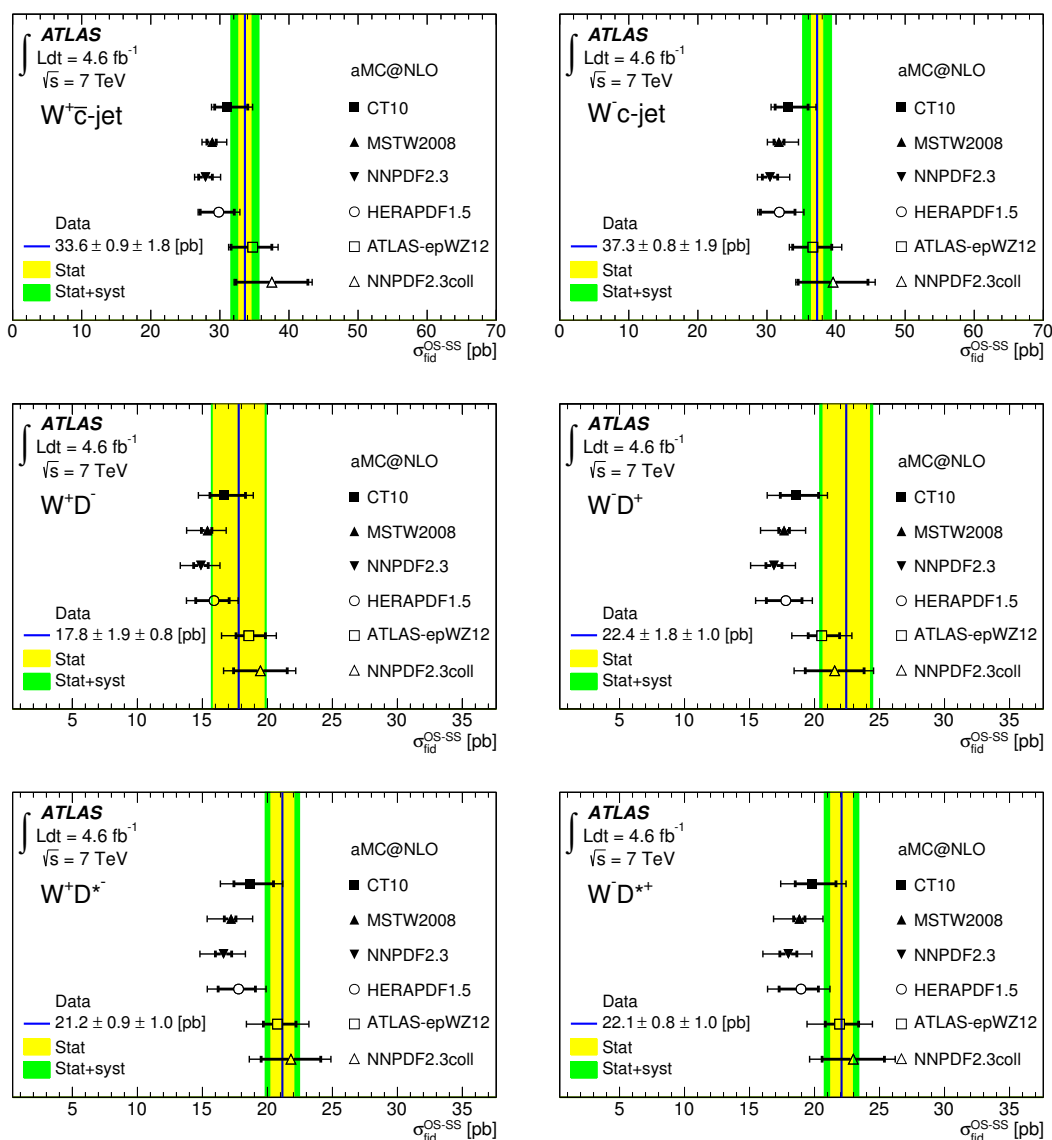 ATLAS
∫ Ldt = 4.6 fb⁻¹
√s = 7 TeV
W⁺c̅-jet
aMC@NLO
CT10
MSTW2008
NNPDF2.3
HERAPDF1.5
ATLAS-epWZ12
NNPDF2.3coll
Data
33.6 ± 0.9 ± 1.8 [pb]
Stat
Stat+syst
0 10 20 30 40 50 60 70
σ_fid^OS-SS [pb]
ATLAS
∫ Ldt = 4.6 fb⁻¹
√s = 7 TeV
W⁻c-jet
aMC@NLO
CT10
MSTW2008
NNPDF2.3
HERAPDF1.5
ATLAS-epWZ12
NNPDF2.3coll
Data
37.3 ± 0.8 ± 1.9 [pb]
Stat
Stat+syst
0 10 20 30 40 50 60 70
σ_fid^OS-SS [pb]
ATLAS
∫ Ldt = 4.6 fb⁻¹
√s = 7 TeV
W⁺D⁻
aMC@NLO
CT10
MSTW2008
NNPDF2.3
HERAPDF1.5
ATLAS-epWZ12
NNPDF2.3coll
Data
17.8 ± 1.9 ± 0.8 [pb]
Stat
Stat+syst
5 10 15 20 25 30 35
σ_fid^OS-SS [pb]
ATLAS
∫ Ldt = 4.6 fb⁻¹
√s = 7 TeV
W⁻D⁺
aMC@NLO
CT10
MSTW2008
NNPDF2.3
HERAPDF1.5
ATLAS-epWZ12
NNPDF2.3coll
Data
22.4 ± 1.8 ± 1.0 [pb]
Stat
Stat+syst
5 10 15 20 25 30 35
σ_fid^OS-SS [pb]
ATLAS
∫ Ldt = 4.6 fb⁻¹
√s = 7 TeV
W⁺D*⁻
aMC@NLO
CT10
MSTW2008
NNPDF2.3
HERAPDF1.5
ATLAS-epWZ12
NNPDF2.3coll
Data
21.2 ± 0.9 ± 1.0 [pb]
Stat
Stat+syst
5 10 15 20 25 30 35
σ_fid^OS-SS [pb]
ATLAS
∫ Ldt = 4.6 fb⁻¹
√s = 7 TeV
W⁻D*⁺
aMC@NLO
CT10
MSTW2008
NNPDF2.3
HERAPDF1.5
ATLAS-epWZ12
NNPDF2.3coll
Data
22.1 ± 0.8 ± 1.0 [pb]
Stat
Stat+syst
5 10 15 20 25 30 35
σ_fid^OS-SS [pb]